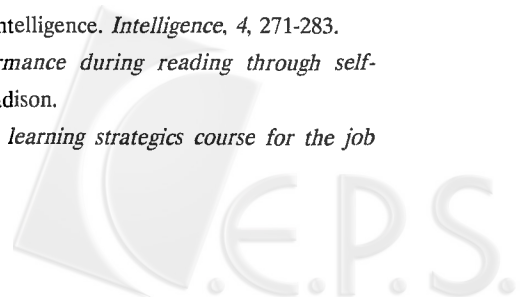 ntelligence. Intelligence, 4, 271-283.
rmance during reading through self-
dison.
learning strategics course for the job
C.E.P.S.